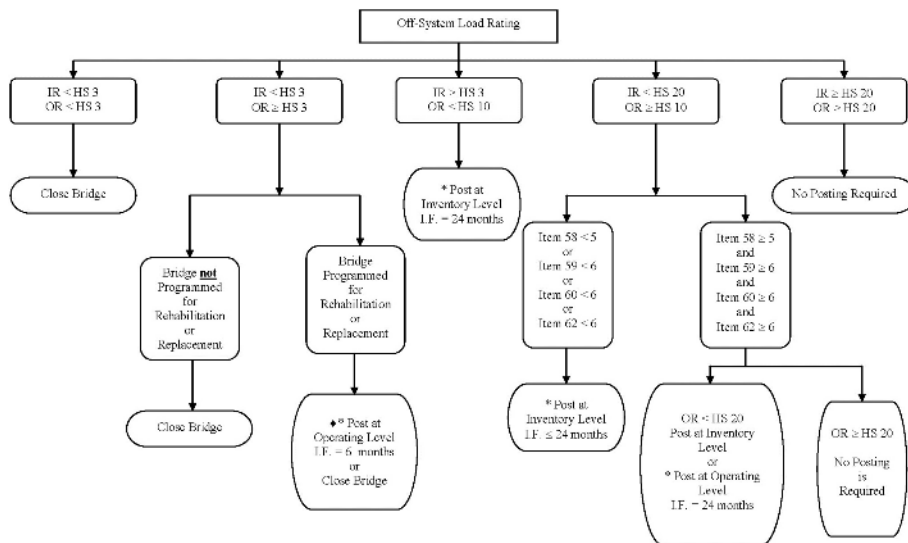 Off-System Load Rating
IR < HS 3
OR < HS 3
IR < HS 3
OR ≥ HS 3
IR > HS 3
OR < HS 10
IR < HS 20
OR ≥ HS 10
IR ≥ HS 20
OR > HS 20
Close Bridge
* Post at
Inventory Level
I.F. = 24 months
No Posting Required
Bridge not
Programmed
for
Rehabilitation
or
Replacement
Bridge
Programmed
for
Rehabilitation
or
Replacement
Item 58 < 5
or
Item 59 < 6
or
Item 60 < 6
or
Item 62 < 6
Item 58 ≥ 5
and
Item 59 ≥ 6
and
Item 60 ≥ 6
and
Item 62 ≥ 6
Close Bridge
♦* Post at
Operating Level
I.F. = 6 months
or
Close Bridge
* Post at
Inventory Level
I.F. ≤ 24 months
OR < HS 20
Post at Inventory
Level
or
* Post at Operating
Level
I.F. = 24 months
OR ≥ HS 20
No Posting
is
Required